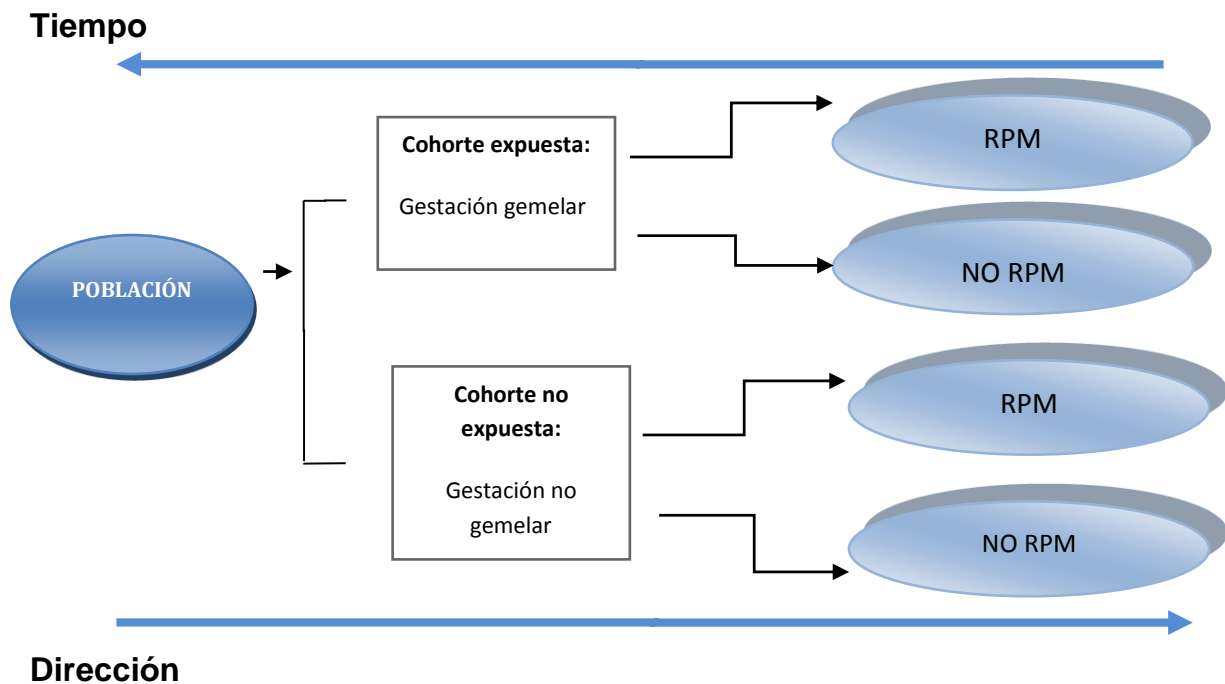 Tiempo
POBLACIÓN
Cohorte expuesta:
Gestación gemelar
RPM
NO RPM
Cohorte no
expuesta:
Gestación no
gemelar
RPM
NO RPM
Dirección